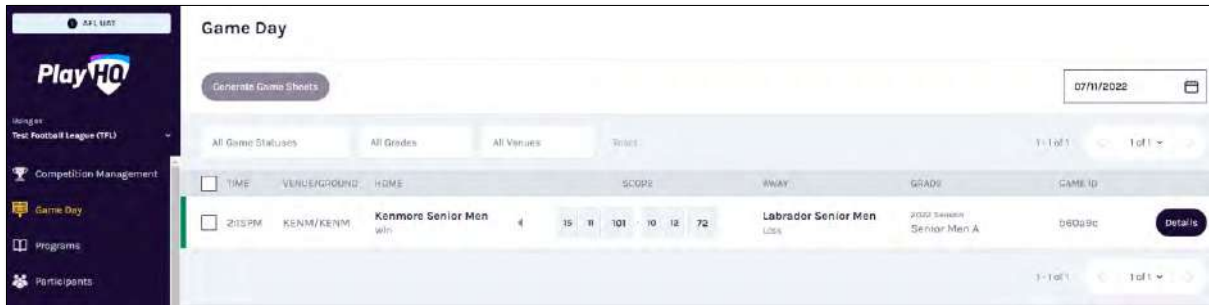 AFL UAT
Game Day
PlayHQ
Generate Game Sheets
07/11/2022
Using as
Test Football League (TFL)
All Game Statuses All Grades All Venues Reset 1-1 of 1 1 of 1
Competition Management
TIME VENUE/GROUND HOME SCORE AWAY GRADE GAME ID
Game Day
2:15PM KENM/KENM Kenmore Senior Men 15 11 101 - 10 12 72 Labrador Senior Men 2022 Season b60a9c Details
Win Loss Senior Men A
Programs
Participants
1-1 of 1 1 of 1